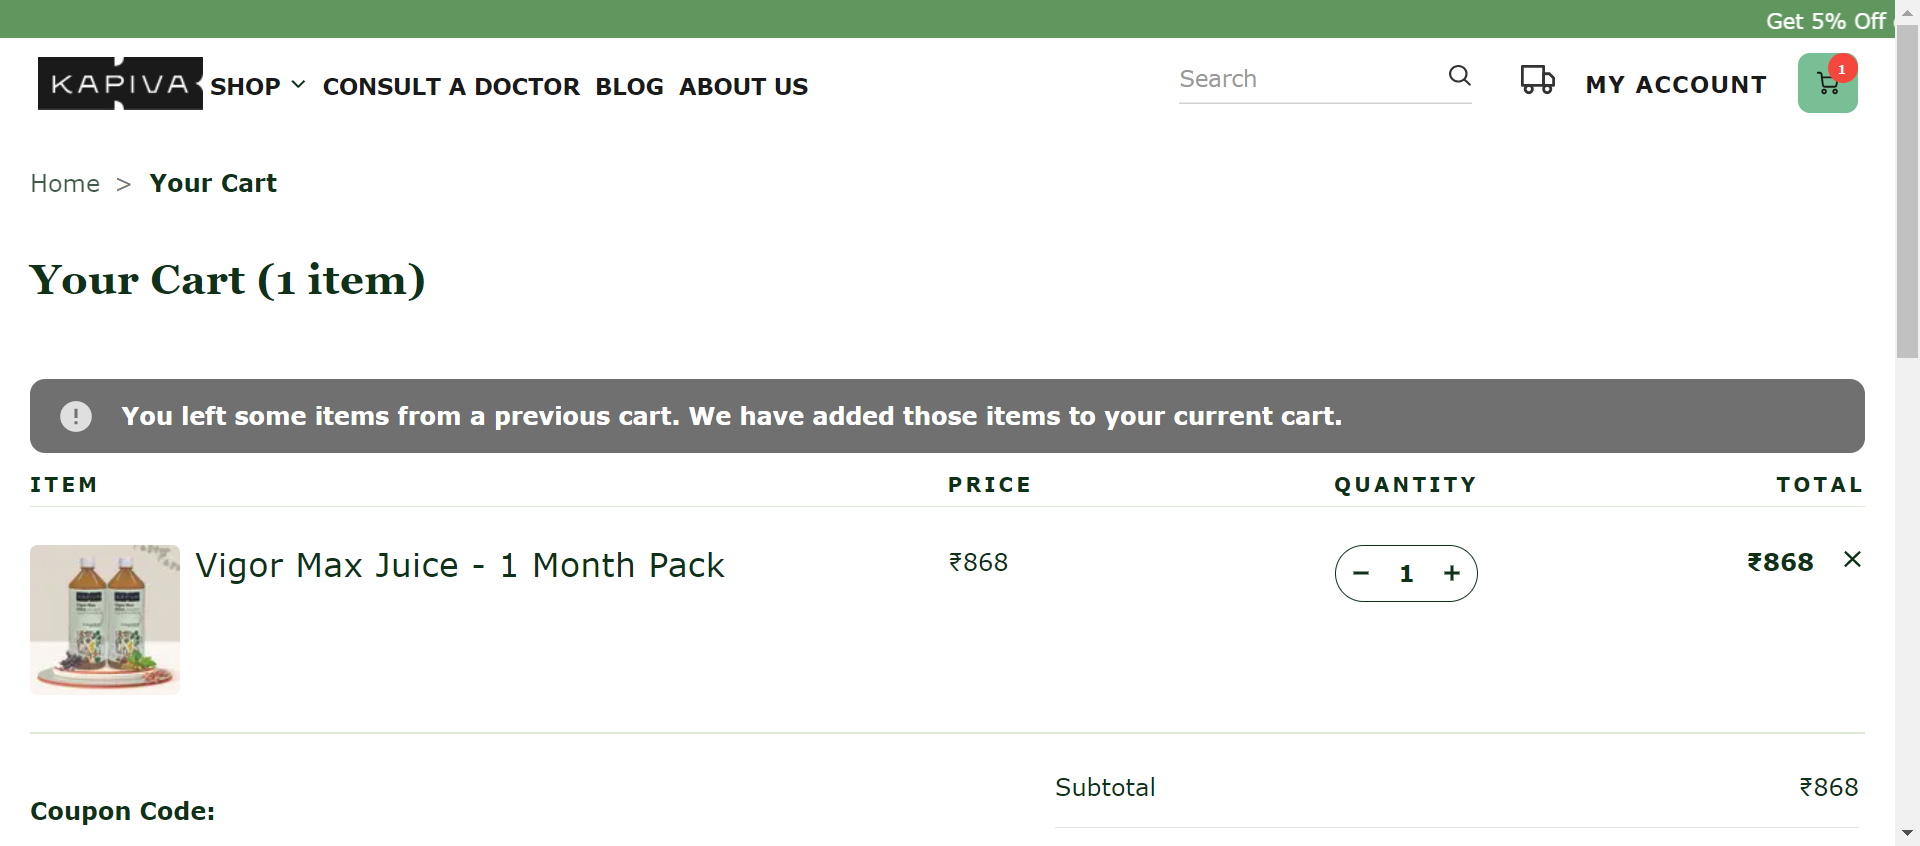 Get 5% Off
KAPIVA SHOP CONSULT A DOCTOR BLOG ABOUT US Search MY ACCOUNT 1
Home > Your Cart
Your Cart (1 item)
! You left some items from a previous cart. We have added those items to your current cart.
ITEM PRICE QUANTITY TOTAL
Vigor Max Juice - 1 Month Pack ₹868 − 1 + ₹868 ×
Subtotal ₹868
Coupon Code: